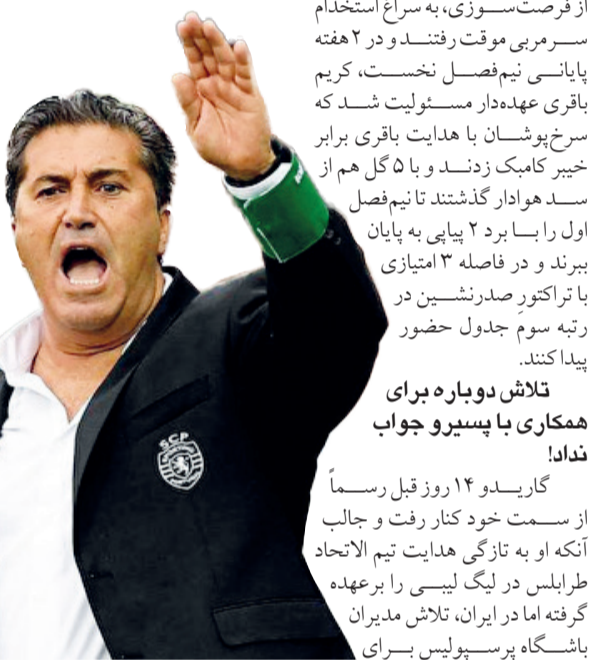 از فرصت‌سوزی، به سراغ استخدام
سرمربی موقت رفتند و در ۲ هفته
پایانی نیم‌فصل نخست، کریم
باقری عهده‌دار مسئولیت شد که
سرخ‌پوشان با هدایت باقری برابر
خیبر کامبک زدند و با ۵ گل هم از
سد هوادار گذشتند تا نیم‌فصل
اول را با برد ۲ پیاپی به پایان
ببرند و در فاصله ۳ امتیازی
با تراکتورِ صدرنشین در
رتبه سوم جدول حضور
پیدا کنند.
تلاش دوباره برای
همکاری با پسیرو جواب
نداد!
گاریدو ۱۴ روز قبل رسماً
از سمت خود کنار رفت و جالب
آنکه او به تازگی هدایت تیم الاتحاد
طرابلس در لیگ لیبی را برعهده
گرفته اما در ایران، تلاش مدیران
باشگاه پرسپولیس برای
SCP